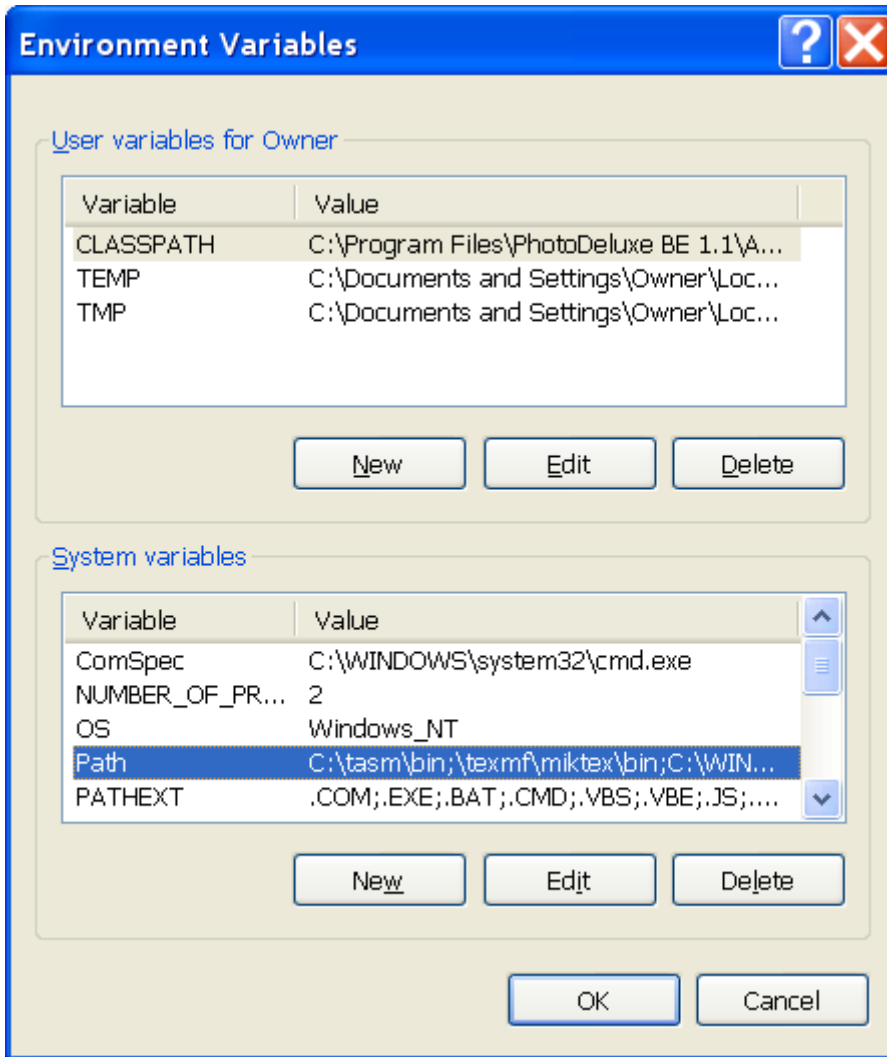 Environment Variables
User variables for Owner
Variable Value
CLASSPATH C:\Program Files\PhotoDeluxe BE 1.1\A...
TEMP C:\Documents and Settings\Owner\Loc...
TMP C:\Documents and Settings\Owner\Loc...
New Edit Delete
System variables
Variable Value
ComSpec C:\WINDOWS\system32\cmd.exe
NUMBER_OF_PR... 2
OS Windows_NT
Path C:\tasm\bin;\texmf\miktex\bin;C:\WIN...
PATHEXT .COM;.EXE;.BAT;.CMD;.VBS;.VBE;.JS;....
New Edit Delete
OK Cancel